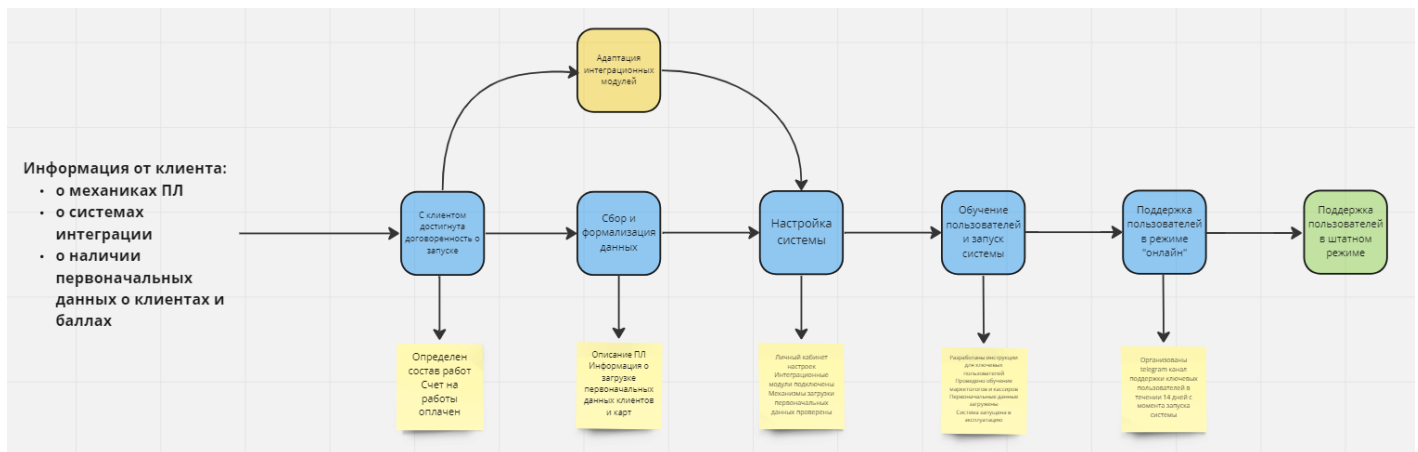 Адаптация
интеграционных
модулей
Информация от клиента:
• о механиках ПЛ
• о системах
интеграции
• о наличии
первоначальных
данных о клиентах и
баллах
С клиентом
достигнута
договоренность о
запуске
Сбор и
формализация
данных
Настройка
системы
Обучение
пользователей
и запуск
системы
Поддержка
пользователей
в режиме
"онлайн"
Поддержка
пользователей
в штатном
режиме
Определен
состав работ
Счет на
работы
оплачен
Описание ПЛ
Информация о
загрузке
первоначальных
данных клиентов
и карт
Личный кабинет
настроек
Интеграционные
модули подключены
Механизмы загрузки
первоначальных
данных проверены
Разработаны инструкции
для ключевых
пользователей
Проведено обучение
маркетологов и кассиров
Первоначальные данные
загружены
Система запущена в
эксплуатацию
Организованы
telegram канал
поддержки ключевых
пользователей в
течении 14 дней с
момента запуска
системы